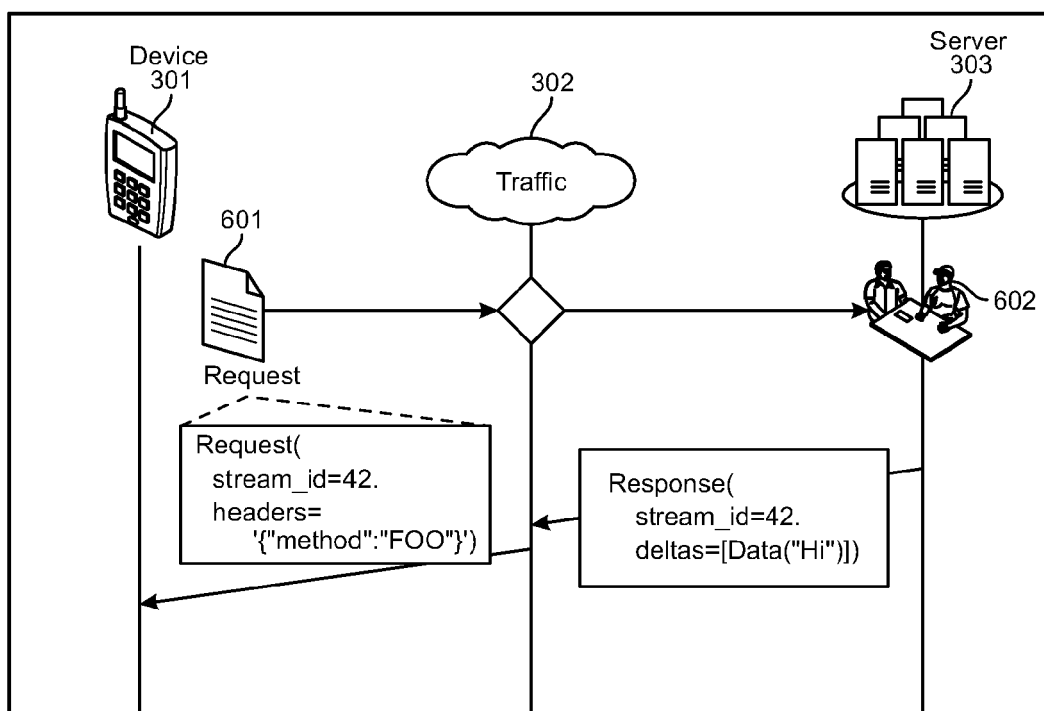 Device
301
302
Server
303
Traffic
601
602
Request
Request(
stream_id=42.
headers=
'{"method":"FOO"}')
Response(
stream_id=42.
deltas=[Data("Hi")])